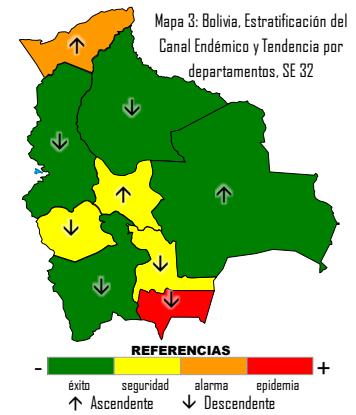 Mapa 3: Bolivia, Estratificación del
Canal Endémico y Tendencia por
departamentos, SE 32
REFERENCIAS
- +
éxito seguridad alarma epidemia
↑ Ascendente ↓ Descendente